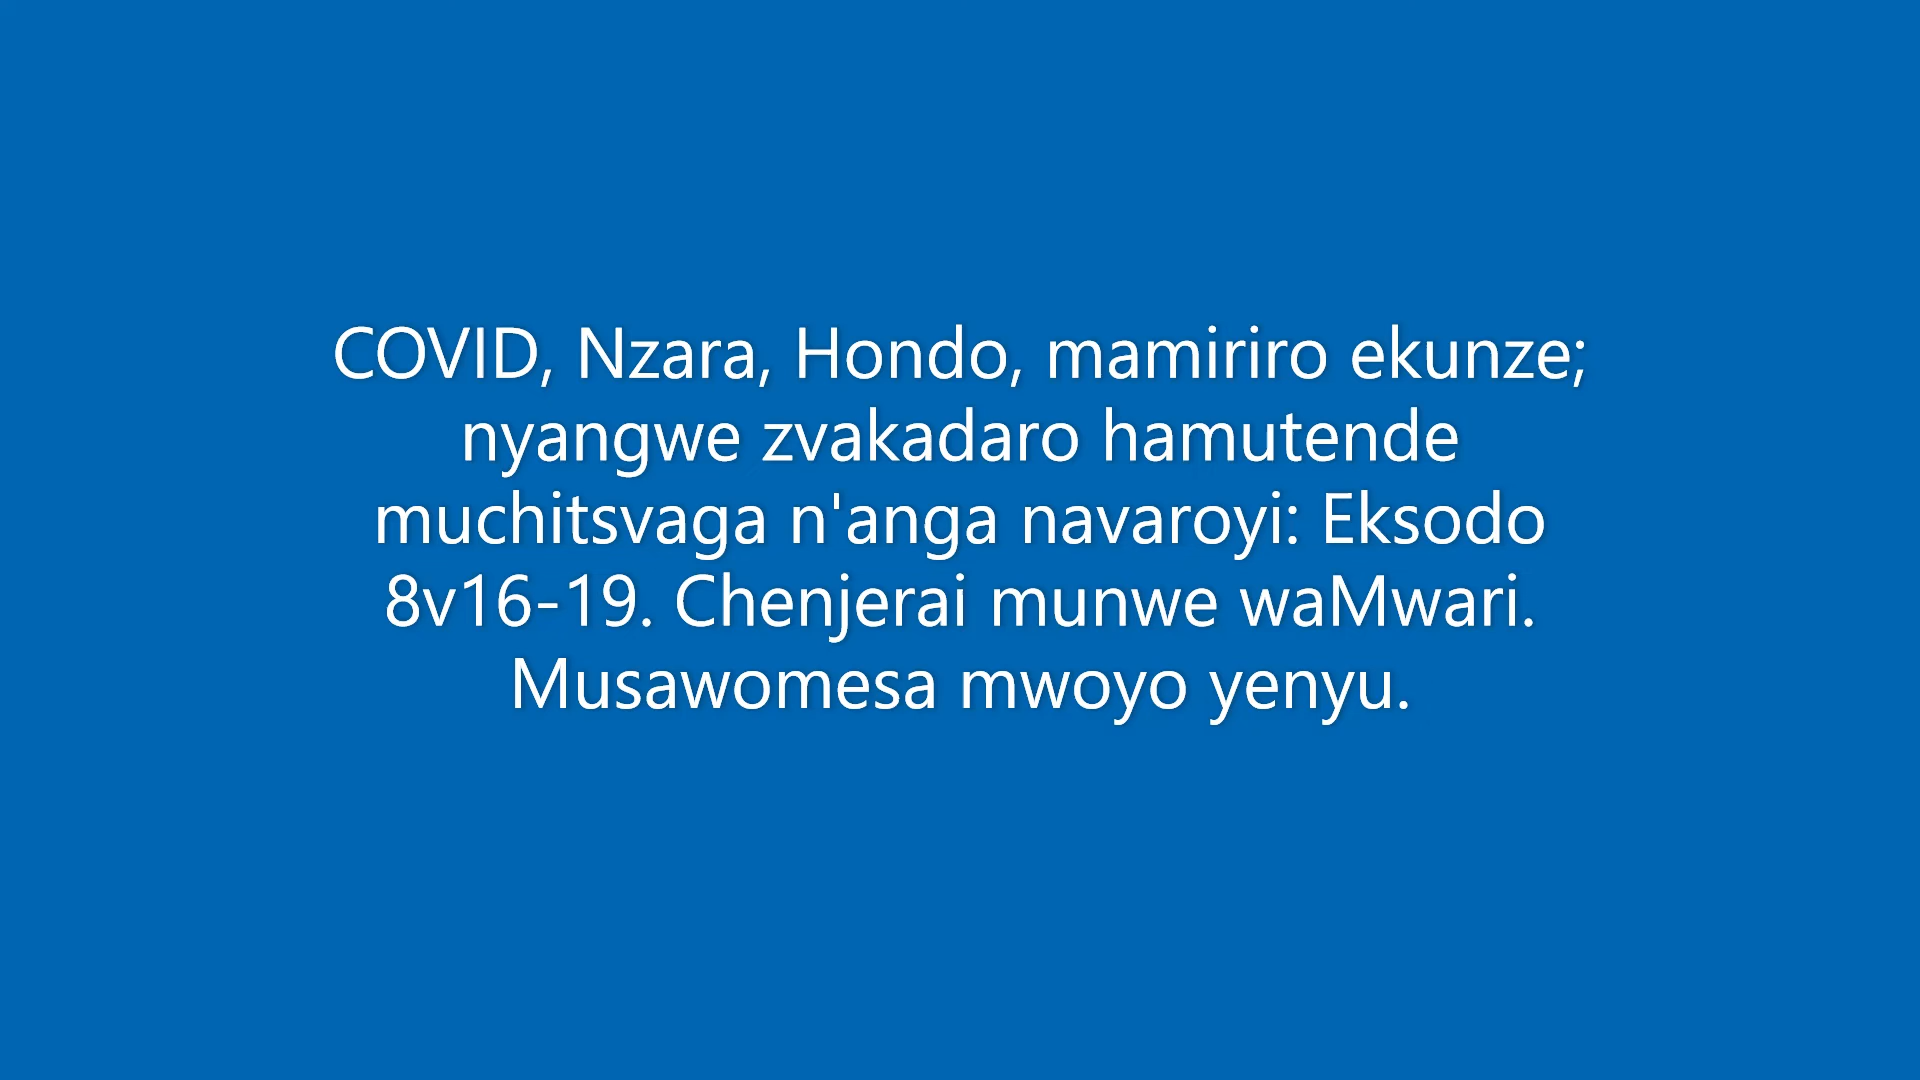 COVID, Nzara, Hondo, mamiriro ekunze;
nyangwe zvakadaro hamutende
muchitsvaga n'anga navaroyi: Eksodo
8v16-19. Chenjerai munwe waMwari.
Musawomesa mwoyo yenyu.